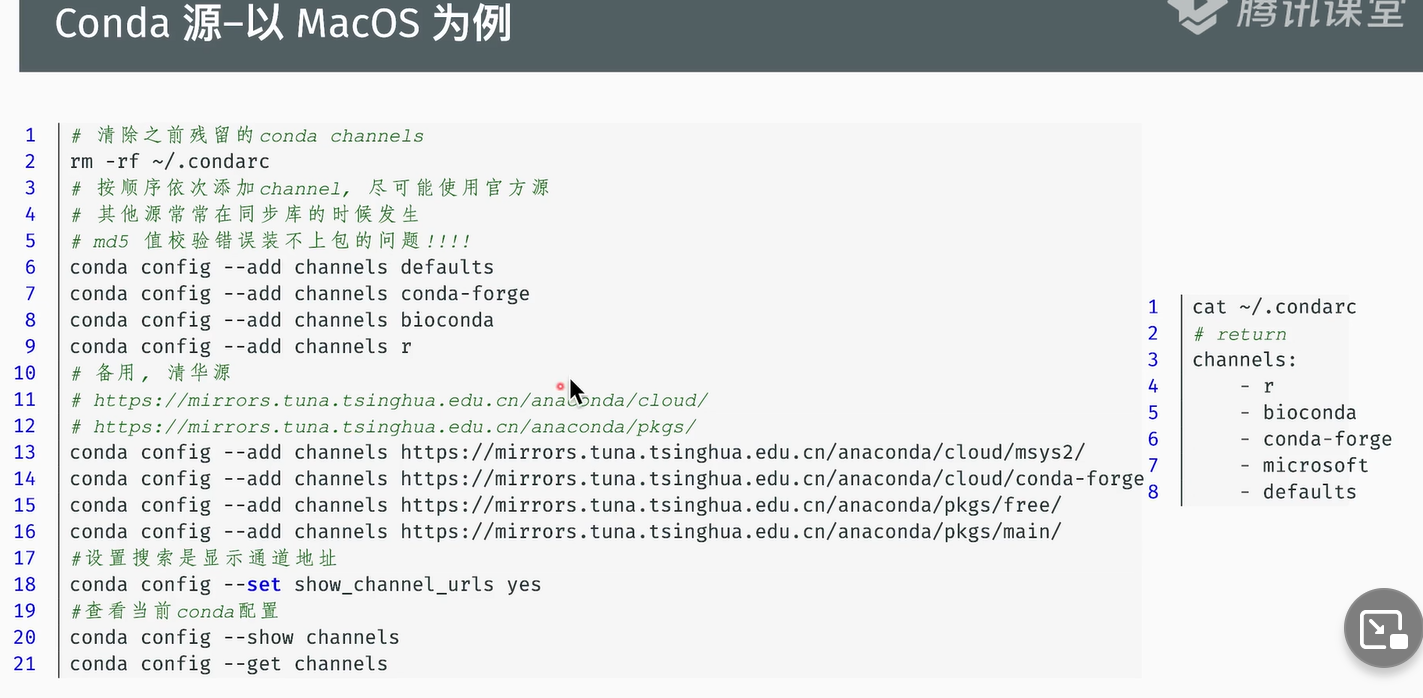 Conda 源–以 MacOS 为例
腾讯课堂
1 # 清除之前残留的conda channels
2 rm -rf ~/.condarc
3 # 按顺序依次添加channel, 尽可能使用官方源
4 # 其他源常常在同步库的时候发生
5 # md5 值校验错误装不上包的问题!!!!
6 conda config --add channels defaults
7 conda config --add channels conda-forge
8 conda config --add channels bioconda
9 conda config --add channels r
10 # 备用, 清华源
11 # https://mirrors.tuna.tsinghua.edu.cn/anaconda/cloud/
12 # https://mirrors.tuna.tsinghua.edu.cn/anaconda/pkgs/
13 conda config --add channels https://mirrors.tuna.tsinghua.edu.cn/anaconda/cloud/msys2/
14 conda config --add channels https://mirrors.tuna.tsinghua.edu.cn/anaconda/cloud/conda-forge
15 conda config --add channels https://mirrors.tuna.tsinghua.edu.cn/anaconda/pkgs/free/
16 conda config --add channels https://mirrors.tuna.tsinghua.edu.cn/anaconda/pkgs/main/
17 #设置搜索是显示通道地址
18 conda config --set show_channel_urls yes
19 #查看当前conda配置
20 conda config --show channels
21 conda config --get channels
1 cat ~/.condarc
2 # return
3 channels:
4 - r
5 - bioconda
6 - conda-forge
7 - microsoft
8 - defaults